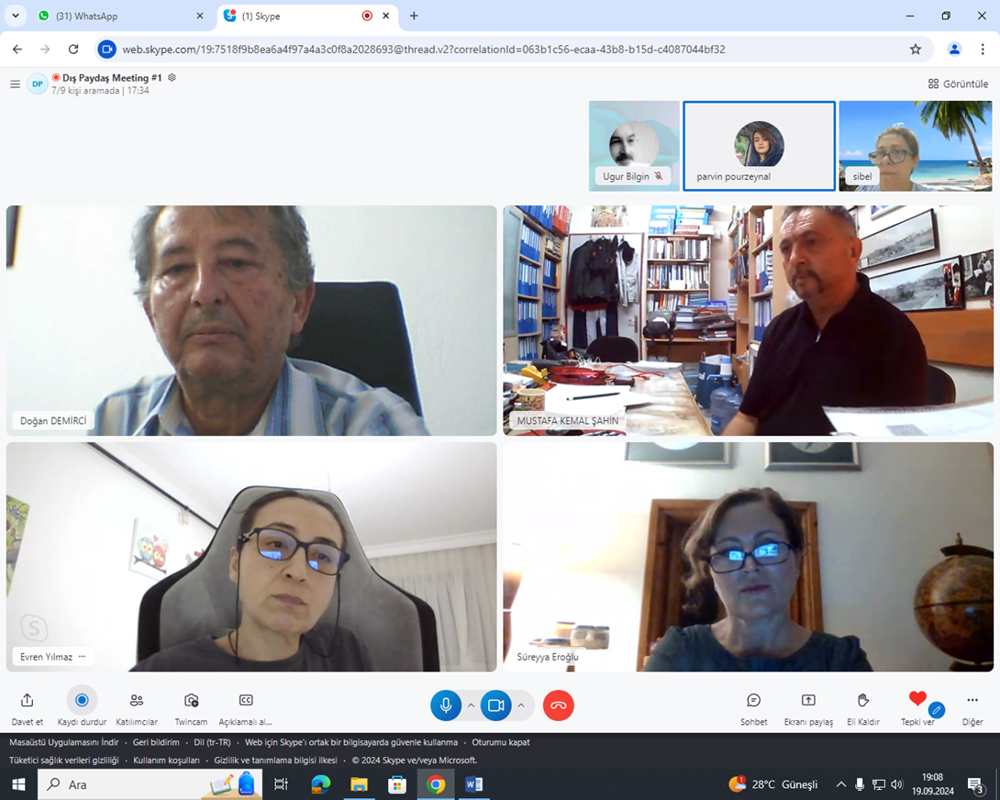 (31) WhatsApp
(1) Skype
web.skype.com/19:7518f9b8ea6a4f97a4a3c0f8a2028693@thread.v2?correlationId=063b1c56-ecaa-43b8-b15d-c4087044bf32
DP
Dış Paydaş Meeting #1
7/9 kişi aramada | 17:34
Görüntüle
Ugur Bilgin
parvin pourzeynal
sibel
Doğan DEMİRCİ
MUSTAFA KEMAL ŞAHİN
Evren Yılmaz ···
Süreyya Eroğlu
Davet et
Kaydı durdur
Katılımcılar
Twincam
Açıklamalı al...
Sohbet
Ekranı paylaş
Eli Kaldır
Tepki ver
Diğer
Masaüstü Uygulamasını İndir · Geri bildirim · Dil (tr-TR) · Web için Skype'ı ortak bir bilgisayarda güvenle kullanma · Oturumu kapat
Tüketici sağlık verileri gizliliği · Kullanım koşulları · Gizlilik ve tanımlama bilgisi ilkesi · © 2024 Skype ve/veya Microsoft.
Ara
1
28°C Güneşli
19:08
19.09.2024
3